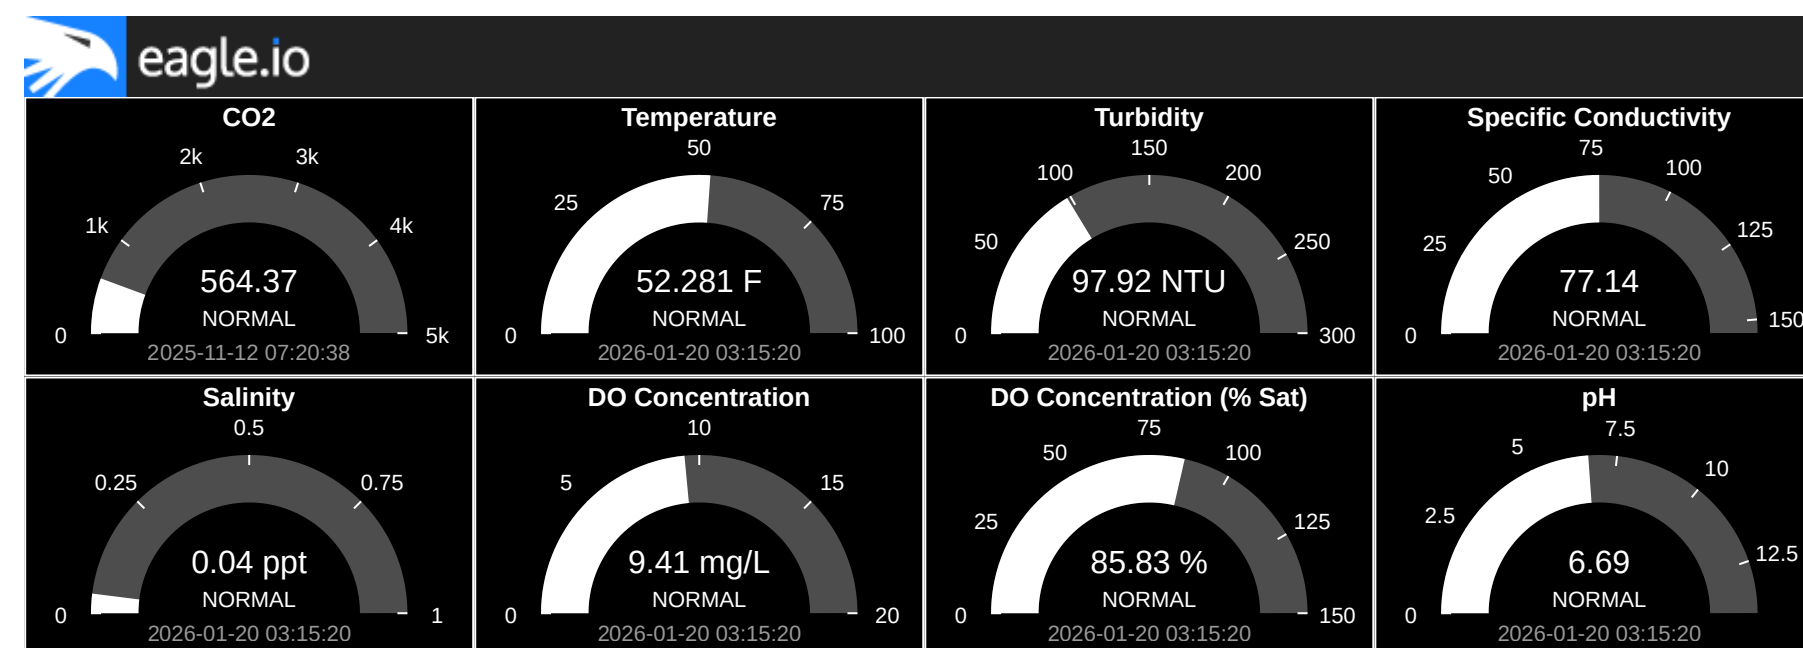 eagle.io
CO2
2k
3k
1k
4k
564.37
NORMAL
0
5k
2025-11-12 07:20:38
Temperature
50
25
75
52.281 F
NORMAL
0
100
2026-01-20 03:15:20
Turbidity
150
100
200
50
250
97.92 NTU
NORMAL
0
300
2026-01-20 03:15:20
Specific Conductivity
75
50
100
25
125
77.14
NORMAL
150
0
2026-01-20 03:15:20
Salinity
0.5
0.25
0.75
0.04 ppt
NORMAL
0
1
2026-01-20 03:15:20
DO Concentration
10
5
15
9.41 mg/L
NORMAL
0
20
2026-01-20 03:15:20
DO Concentration (% Sat)
75
50
100
25
125
85.83 %
NORMAL
0
150
2026-01-20 03:15:20
pH
7.5
5
10
2.5
12.5
6.69
NORMAL
0
2026-01-20 03:15:20